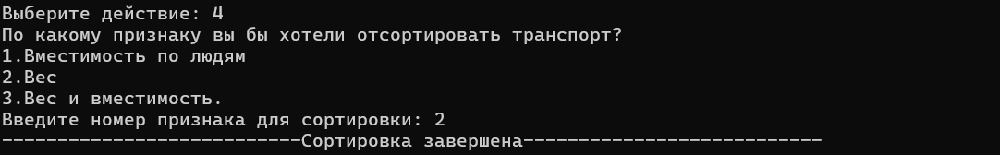 Выберите действие: 4
По какому признаку вы бы хотели отсортировать транспорт?
1.Вместимость по людям
2.Вес
3.Вес и вместимость.
Введите номер признака для сортировки: 2
---------------------------Сортировка завершена---------------------------